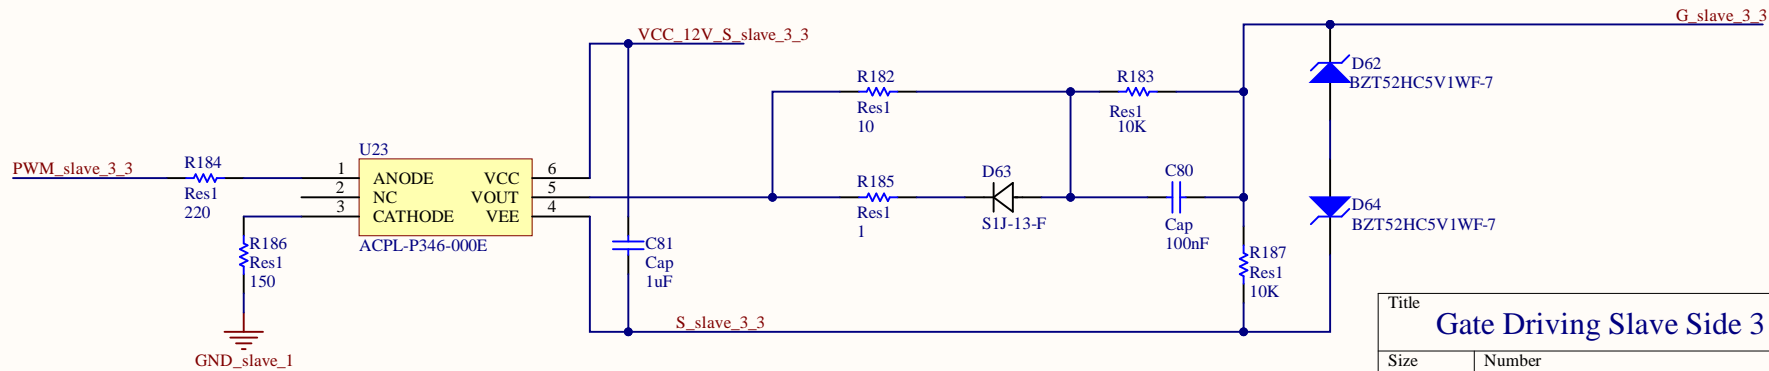 G_slave_3_3
VCC_12V_S_slave_3_3
D62
BZT52HC5V1WF-7
R182
Res1
10
R183
Res1
10K
U23
PWM_slave_3_3
R184
Res1
220
1
ANODE
VCC
6
2
NC
VOUT
5
3
CATHODE
VEE
4
ACPL-P346-000E
R185
Res1
1
D63
S1J-13-F
C80
Cap
100nF
D64
BZT52HC5V1WF-7
R186
Res1
150
C81
Cap
1uF
R187
Res1
10K
S_slave_3_3
GND_slave_1
Title
Gate Driving Slave Side 3
Size
Number